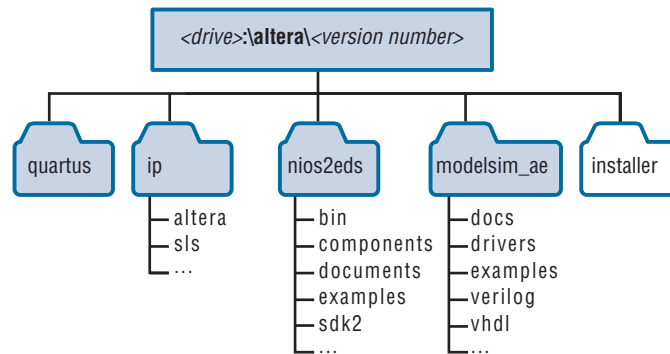 <drive>:\altera\<version number>
quartus
ip
nios2eds
modelsim_ae
installer
altera
sls
...
bin
components
documents
examples
sdk2
...
docs
drivers
examples
verilog
vhdl
...